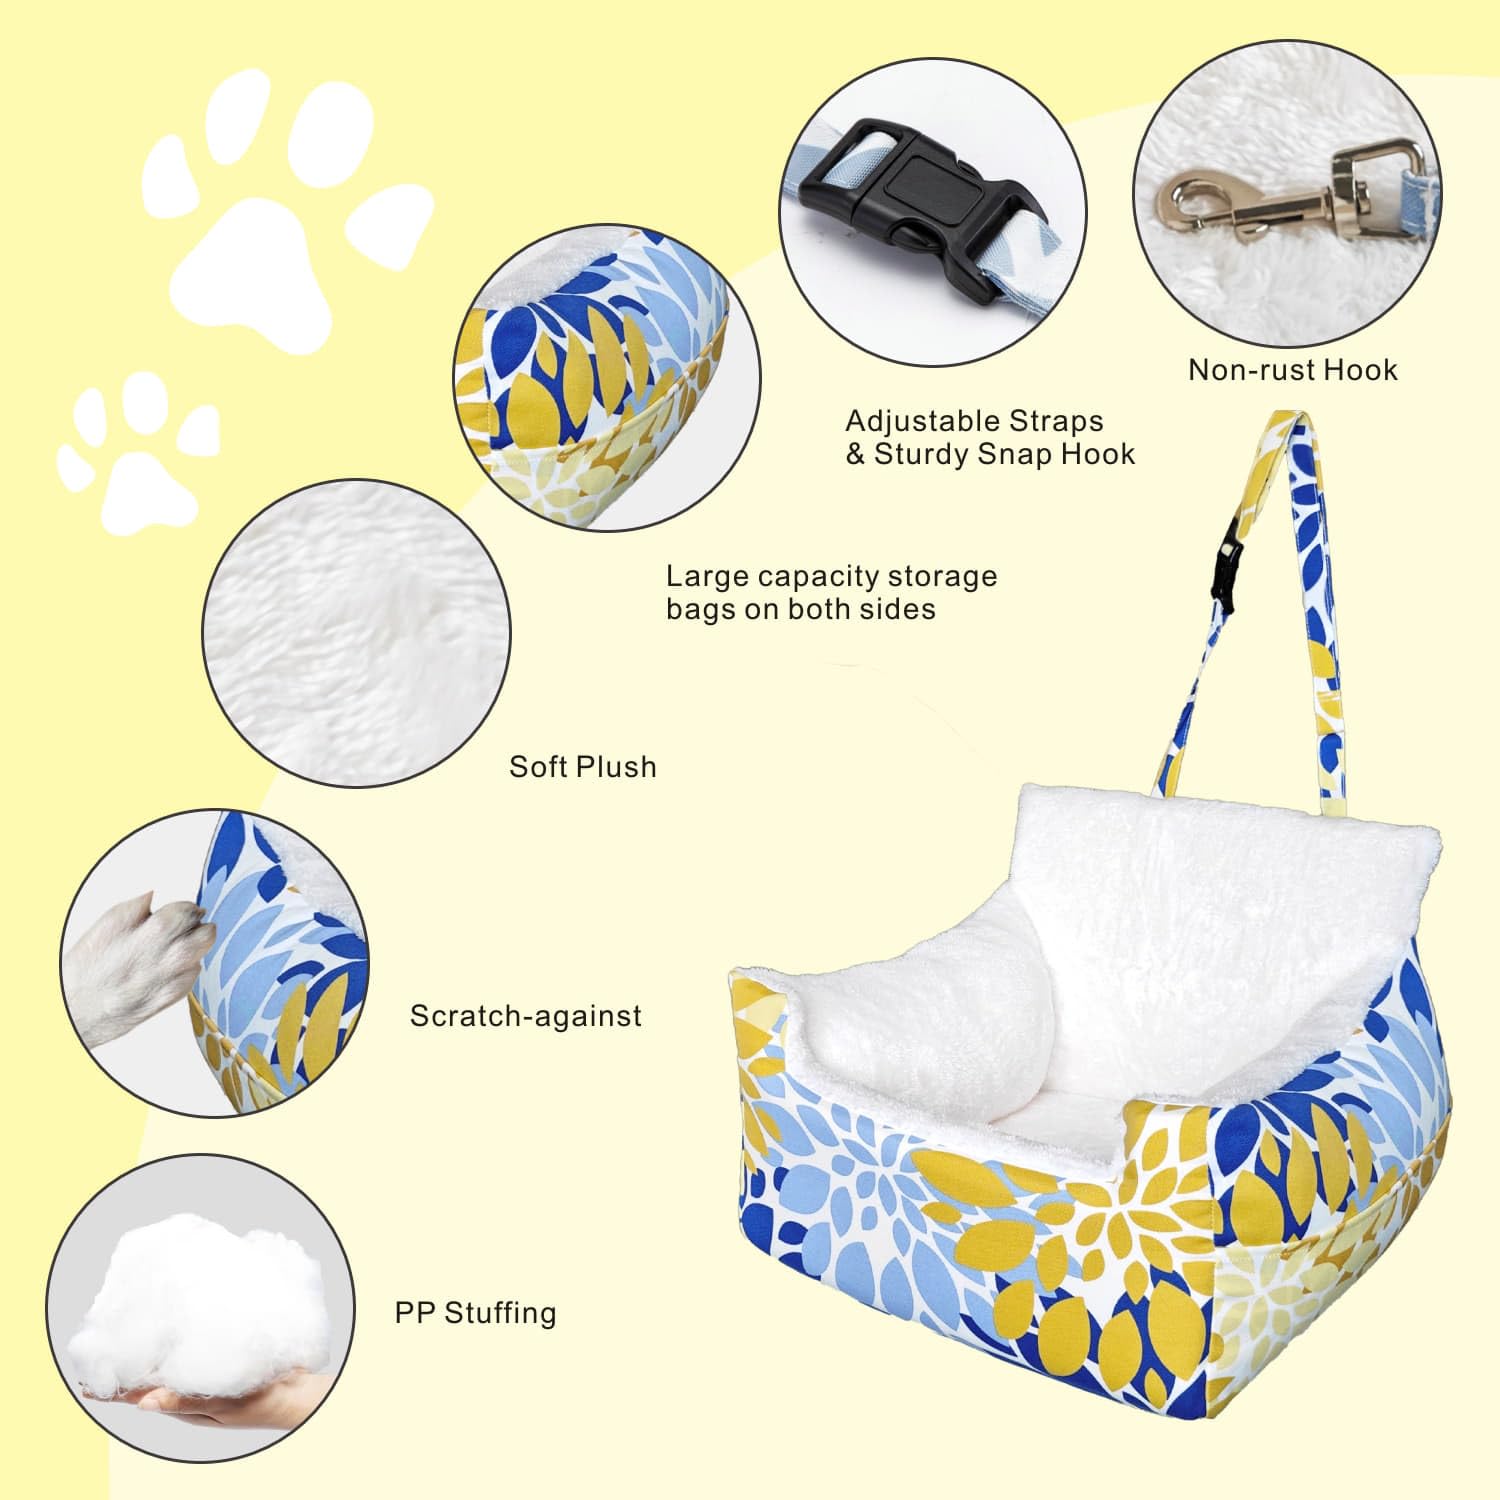 Non-rust Hook
Adjustable Straps
& Sturdy Snap Hook
Large capacity storage
bags on both sides
Soft Plush
Scratch-against
PP Stuffing